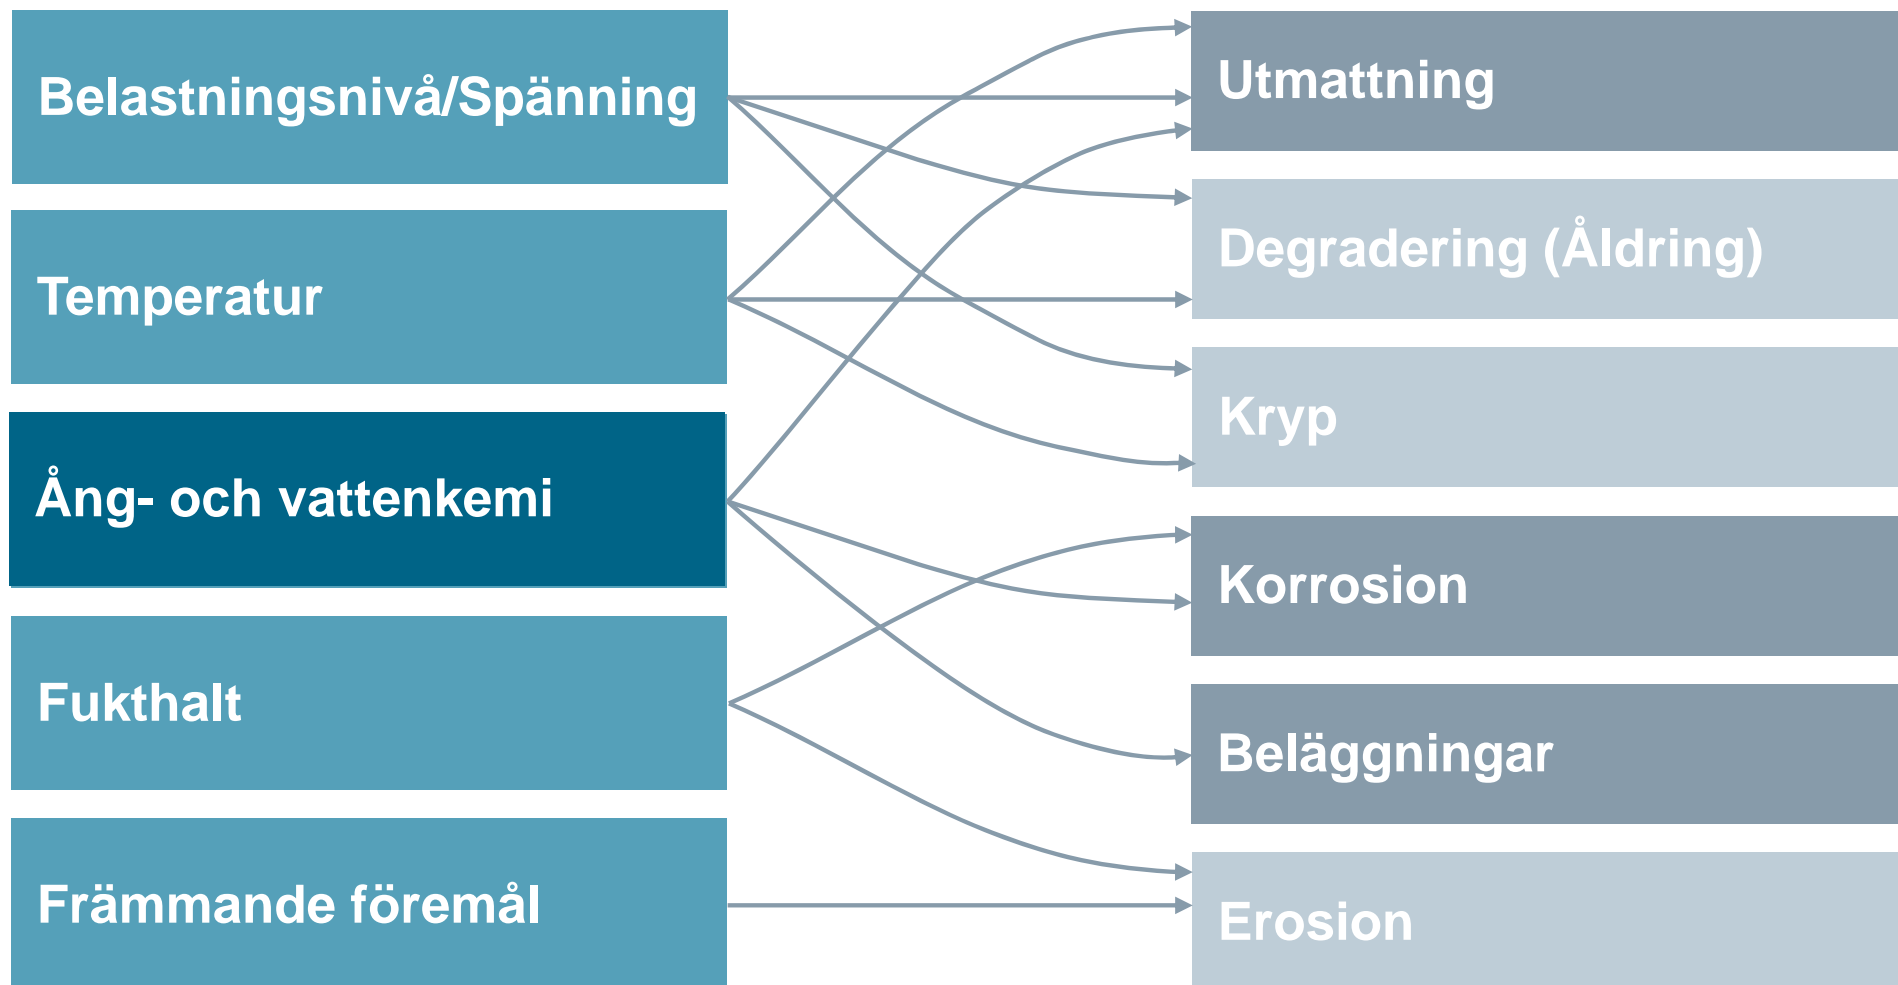 Belastningsnivå/Spänning
Temperatur
Ång- och vattenkemi
Fukthalt
Främmande föremål
Utmattning
Degradering (Åldring)
Kryp
Korrosion
Beläggningar
Erosion